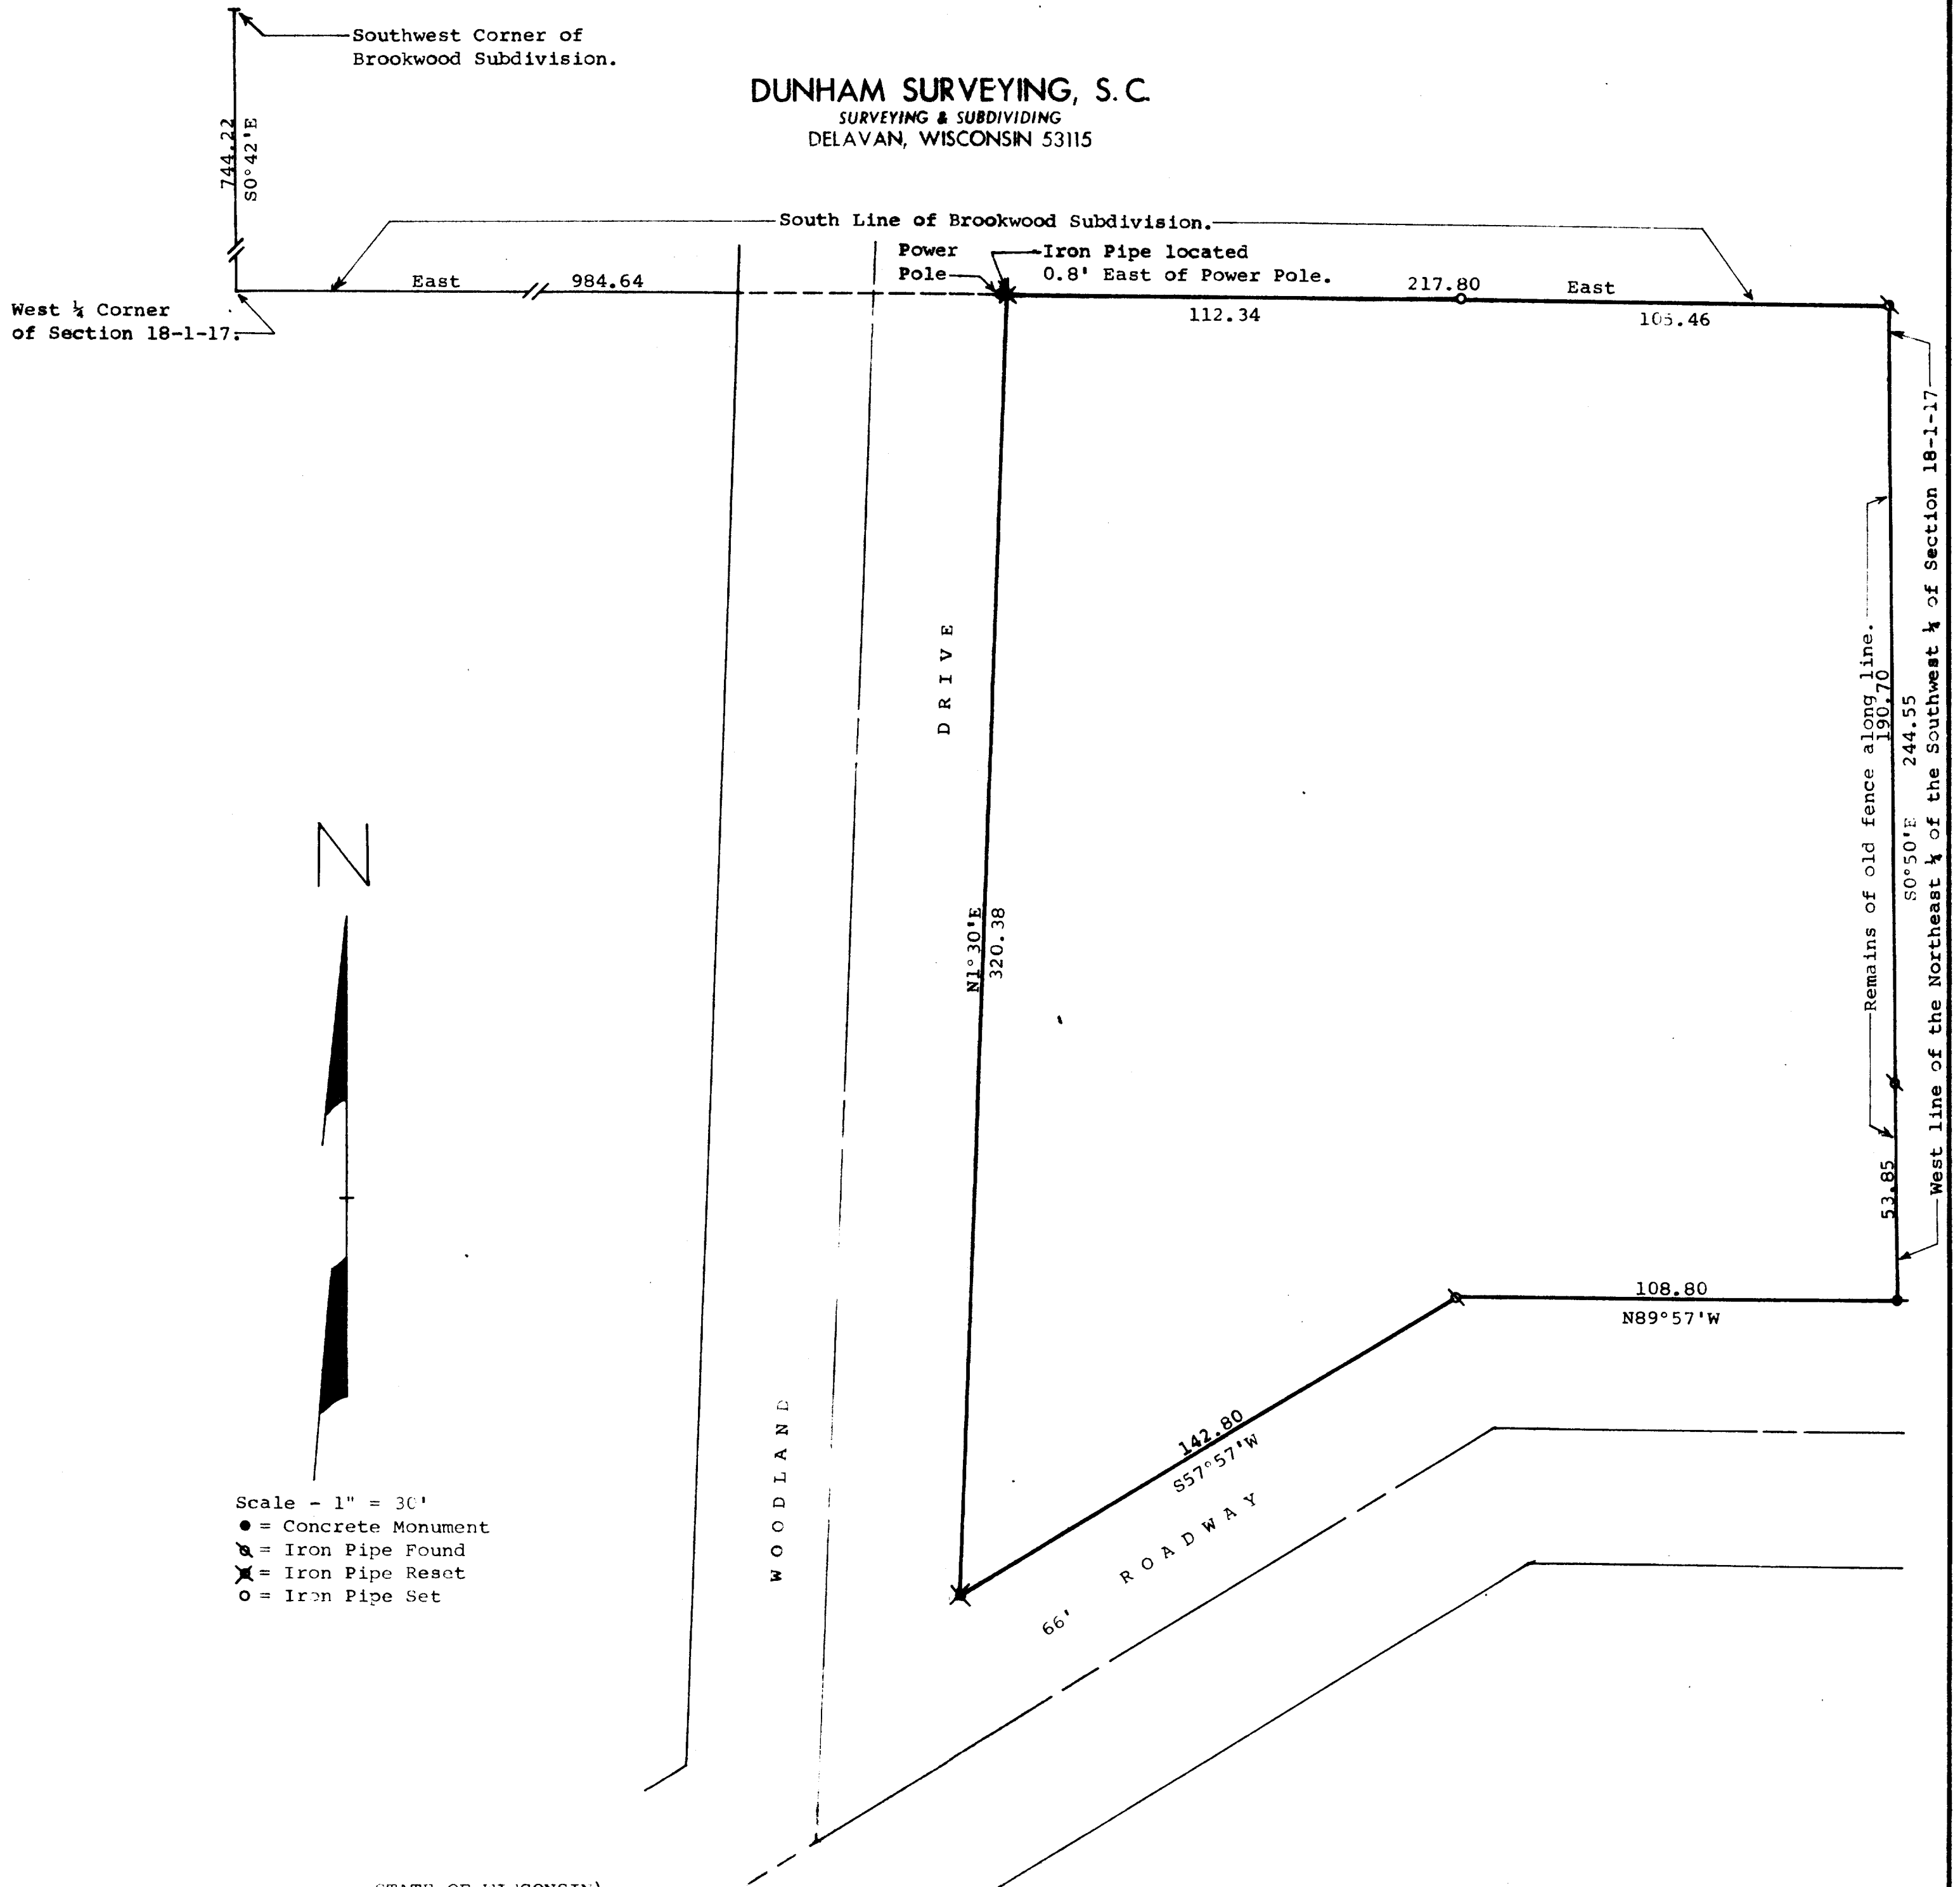 Southwest Corner of
Brookwood Subdivision.
DUNHAM SURVEYING, S.C.
SURVEYING & SUBDIVIDING
DELAVAN, WISCONSIN 53115
744.22
S0°42'E
South Line of Brookwood Subdivision.
Power
Pole
Iron Pipe located
0.8' East of Power Pole.
East
984.64
217.80
East
112.34
105.46
West ¼ Corner
of Section 18-1-17.
DRIVE
N1°30'E
320.38
Remains of old fence along line.
190.70
S0°50'E 244.55
West line of the Northeast ¼ of the Southwest ¼ of Section 18-1-17
53.85
N
108.80
N89°57'W
142.80
S57°57'W
66' ROADWAY
WOODLAND
Scale - 1" = 30'
= Concrete Monument
= Iron Pipe Found
= Iron Pipe Reset
= Iron Pipe Set
STATE OF WISCONSIN)